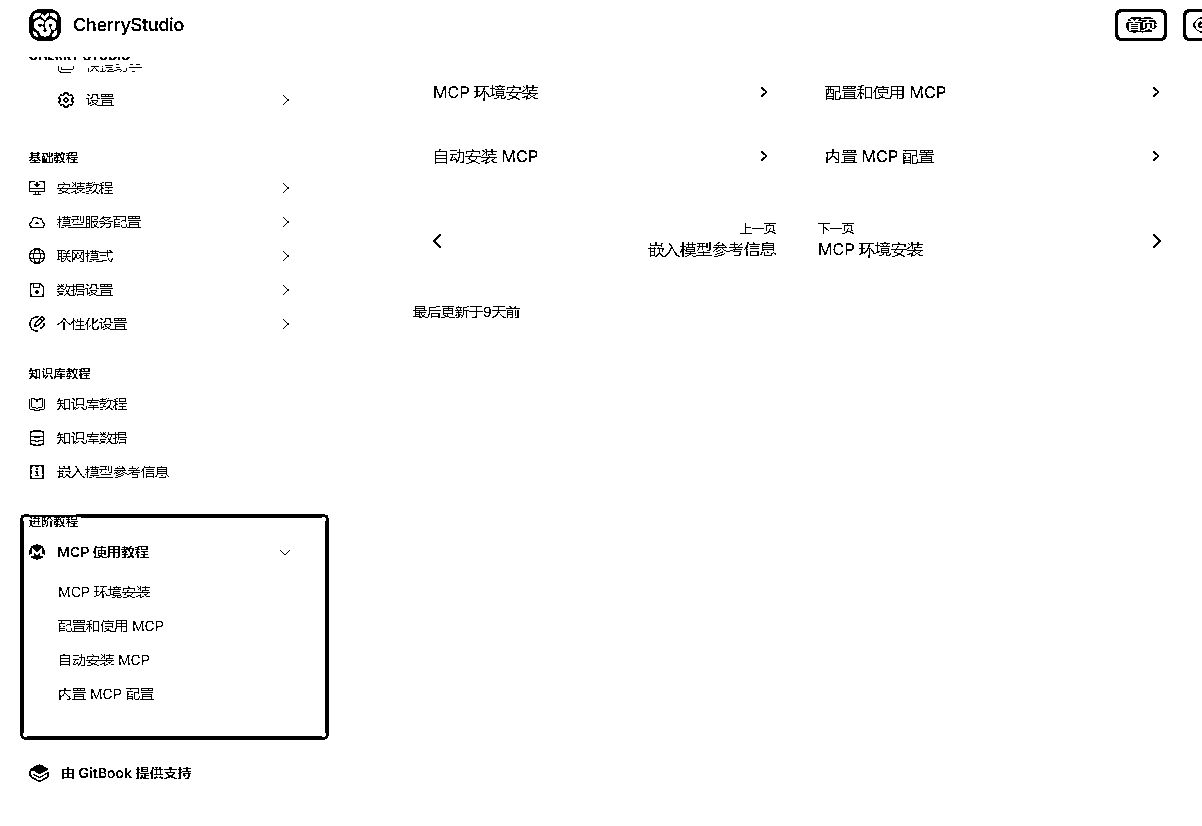 CherryStudio
首页
CHERRY STUDIO
设置
基础教程
安装教程
模型服务配置
联网模式
数据设置
个性化设置
知识库教程
知识库教程
知识库数据
嵌入模型参考信息
进阶教程
MCP 使用教程
MCP 环境安装
配置和使用 MCP
自动安装 MCP
内置 MCP 配置
由 GitBook 提供支持
MCP 环境安装
配置和使用 MCP
自动安装 MCP
内置 MCP 配置
上一页
嵌入模型参考信息
下一页
MCP 环境安装
最后更新于9天前